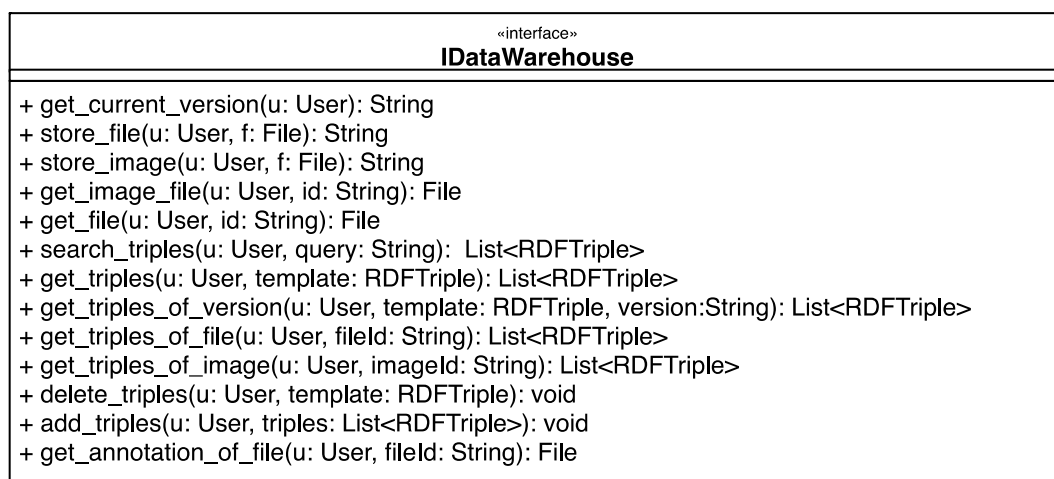 «interface»
IDataWarehouse
+ get_current_version(u: User): String
+ store_file(u: User, f: File): String
+ store_image(u: User, f: File): String
+ get_image_file(u: User, id: String): File
+ get_file(u: User, id: String): File
+ search_triples(u: User, query: String):  List<RDFTriple>
+ get_triples(u: User, template: RDFTriple): List<RDFTriple>
+ get_triples_of_version(u: User, template: RDFTriple, version:String): List<RDFTriple>
+ get_triples_of_file(u: User, fileId: String): List<RDFTriple>
+ get_triples_of_image(u: User, imageId: String): List<RDFTriple>
+ delete_triples(u: User, template: RDFTriple): void
+ add_triples(u: User, triples: List<RDFTriple>): void
+ get_annotation_of_file(u: User, fileId: String): File